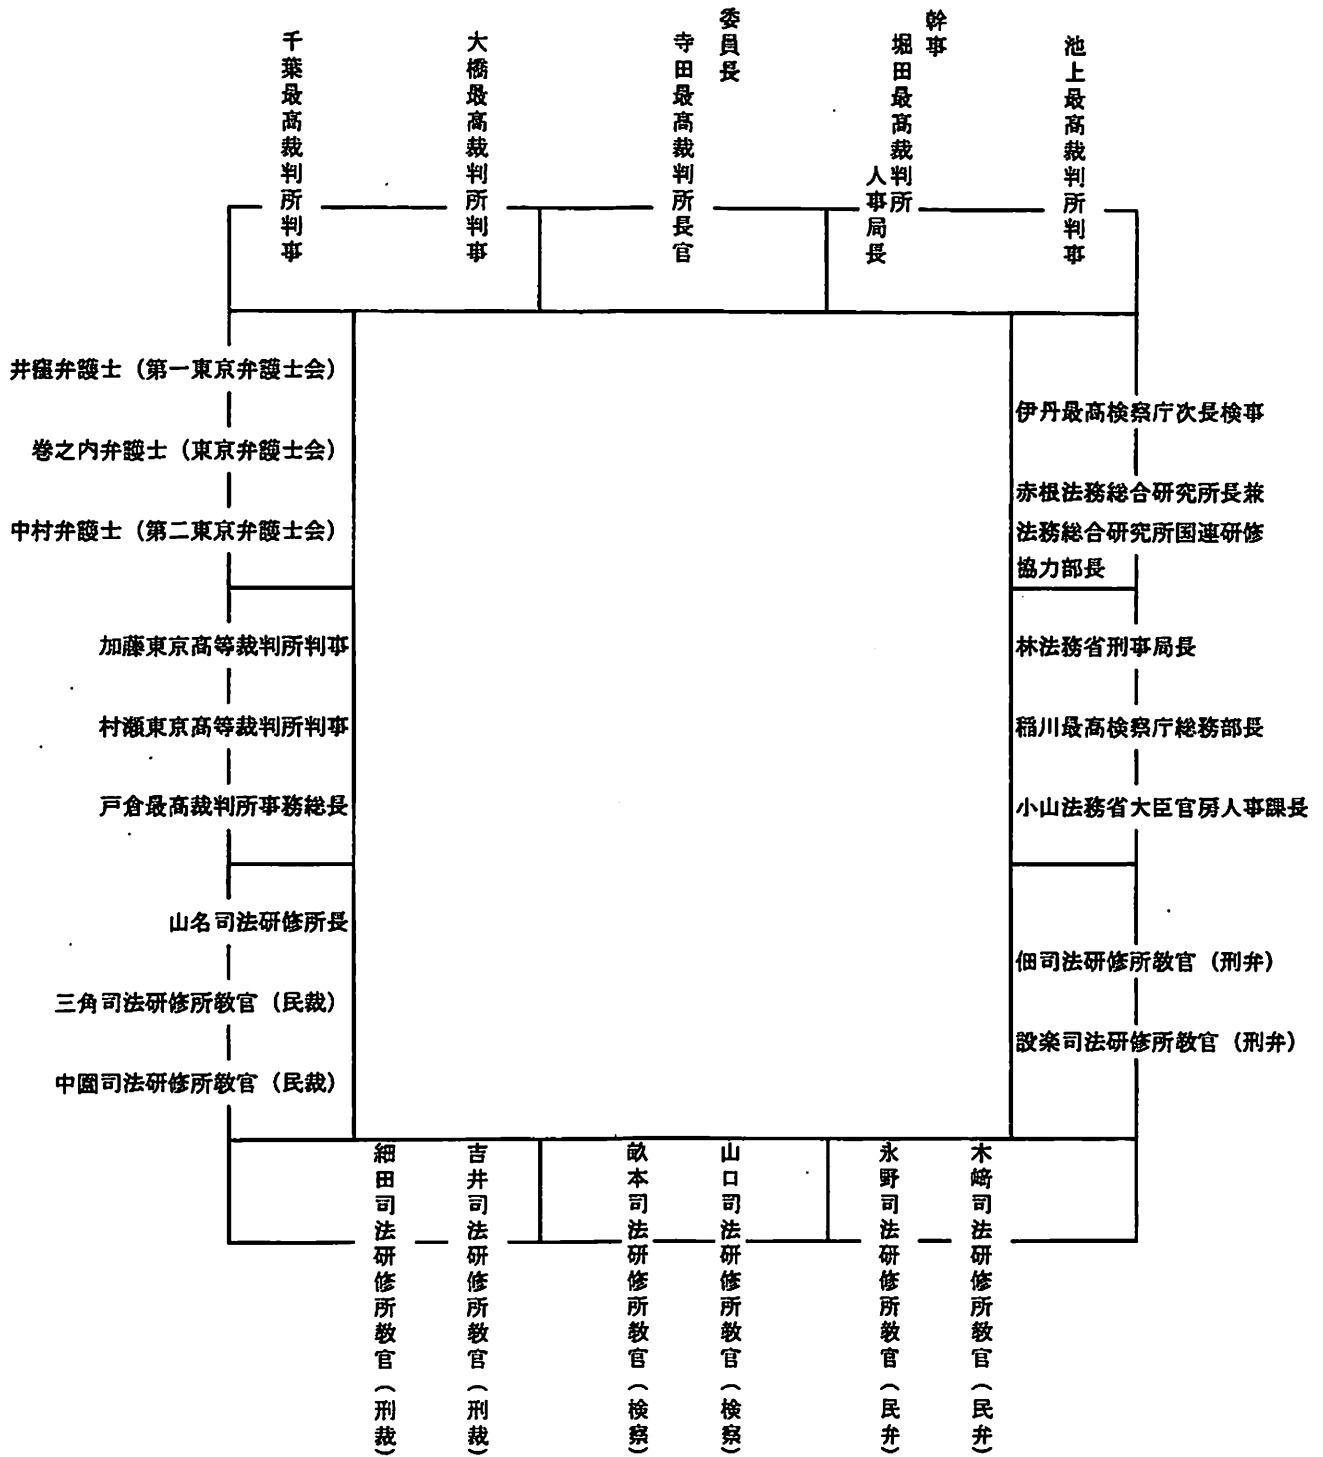 幹事
委員長
池上最高裁判所判事
堀田最高裁判所
人事局長
寺田最高裁判所長官
大橋最高裁判所判事
千葉最高裁判所判事
井窪弁護士（第一東京弁護士会）
巻之内弁護士（東京弁護士会）
中村弁護士（第二東京弁護士会）
加藤東京高等裁判所判事
村瀬東京高等裁判所判事
戸倉最高裁判所事務総長
山名司法研修所長
三角司法研修所教官（民裁）
中園司法研修所教官（民裁）
伊丹最高検察庁次長検事
赤根法務総合研究所長兼
法務総合研究所国連研修
協力部長
林法務省刑事局長
稲川最高検察庁総務部長
小山法務省大臣官房人事課長
佃司法研修所教官（刑弁）
設楽司法研修所教官（刑弁）
木﨑司法研修所教官（民弁）
永野司法研修所教官（民弁）
山口司法研修所教官（検察）
畝本司法研修所教官（検察）
吉井司法研修所教官（刑裁）
細田司法研修所教官（刑裁）